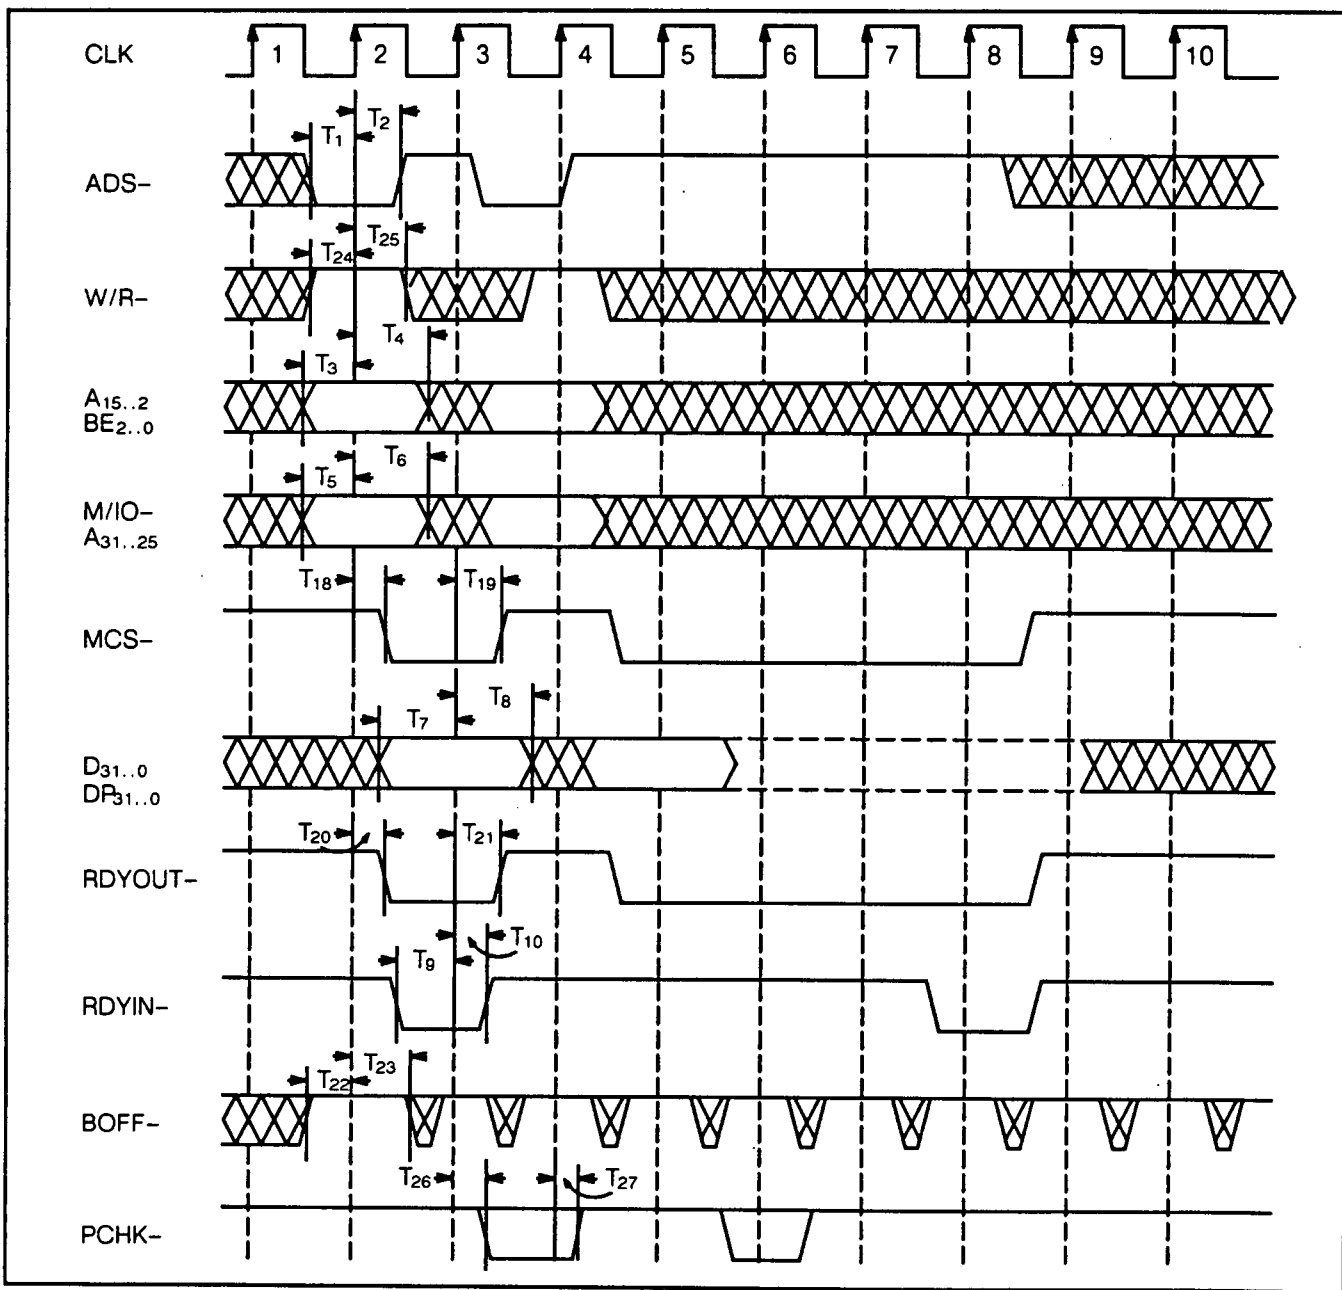 CLK 1 2 3 4 5 6 7 8 9 10
T1 T2
ADS–
T24 T25
W/R–
T3 T4
A15..2
BE2..0
T5 T6
M/IO–
A31..25
T18 T19
MCS–
T7 T8
D31..0
DP31..0
T20 T21
RDYOUT–
T9 T10
RDYIN–
T22 T23
BOFF–
T26 T27
PCHK–